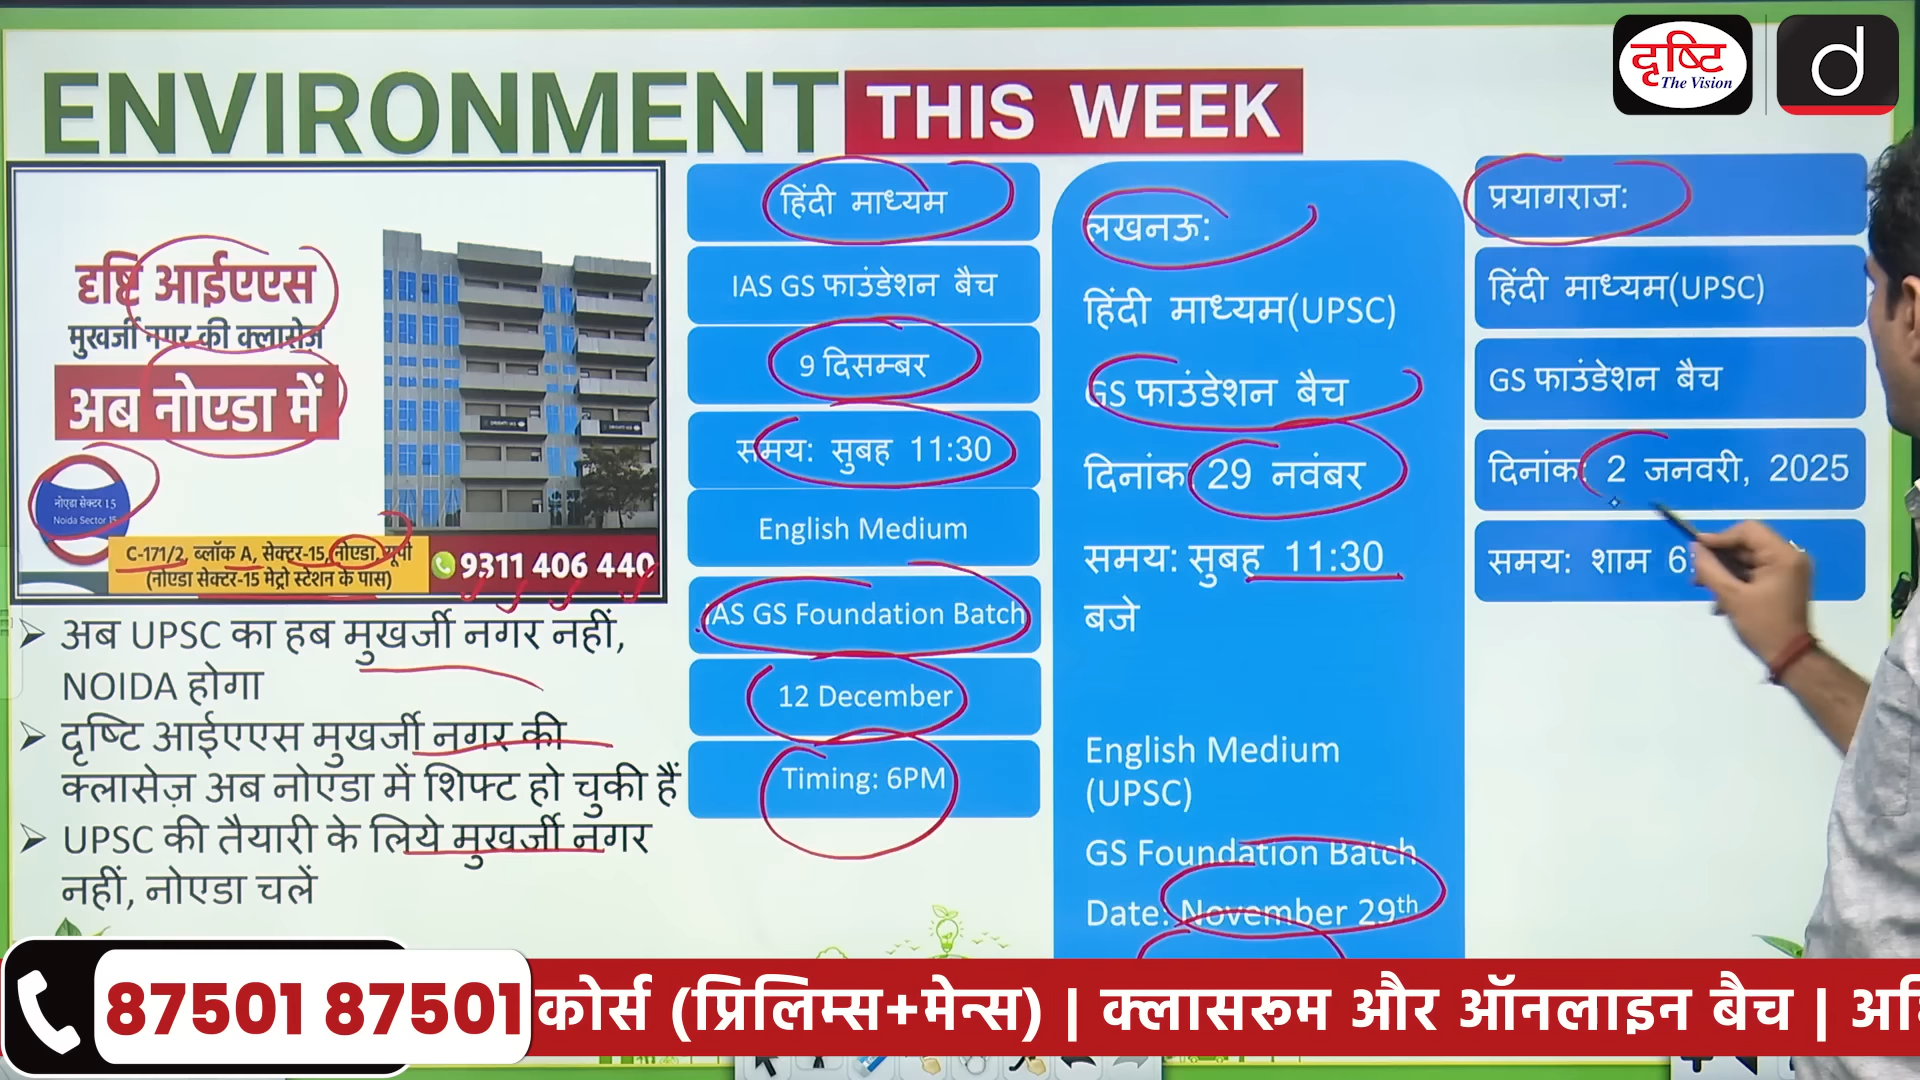 ENVIRONMENT THIS WEEK
दृष्टि
The Vision
d
दृष्टि आईएएस
मुखर्जी नगर की क्लासेज़
अब नोएडा में
नोएडा सेक्टर 15
Noida Sector 15
C-171/2, ब्लॉक A, सेक्टर-15, नोएडा, यूपी
(नोएडा सेक्टर-15 मेट्रो स्टेशन के पास)
9311 406 440
अब UPSC का हब मुखर्जी नगर नहीं,
NOIDA होगा
दृष्टि आईएएस मुखर्जी नगर की
क्लासेज़ अब नोएडा में शिफ्ट हो चुकी हैं
UPSC की तैयारी के लिये मुखर्जी नगर
नहीं, नोएडा चलें
हिंदी माध्यम
IAS GS फाउंडेशन बैच
9 दिसम्बर
समय: सुबह 11:30
English Medium
IAS GS Foundation Batch
12 December
Timing: 6PM
लखनऊ:
हिंदी माध्यम(UPSC)
GS फाउंडेशन बैच
दिनांक 29 नवंबर
समय: सुबह 11:30
बजे
English Medium
(UPSC)
GS Foundation Batch
Date: November 29th
प्रयागराज:
हिंदी माध्यम(UPSC)
GS फाउंडेशन बैच
दिनांक: 2 जनवरी, 2025
समय: शाम 6:
87501 87501
कोर्स (प्रिलिम्स+मेन्स) | क्लासरूम और ऑनलाइन बैच |